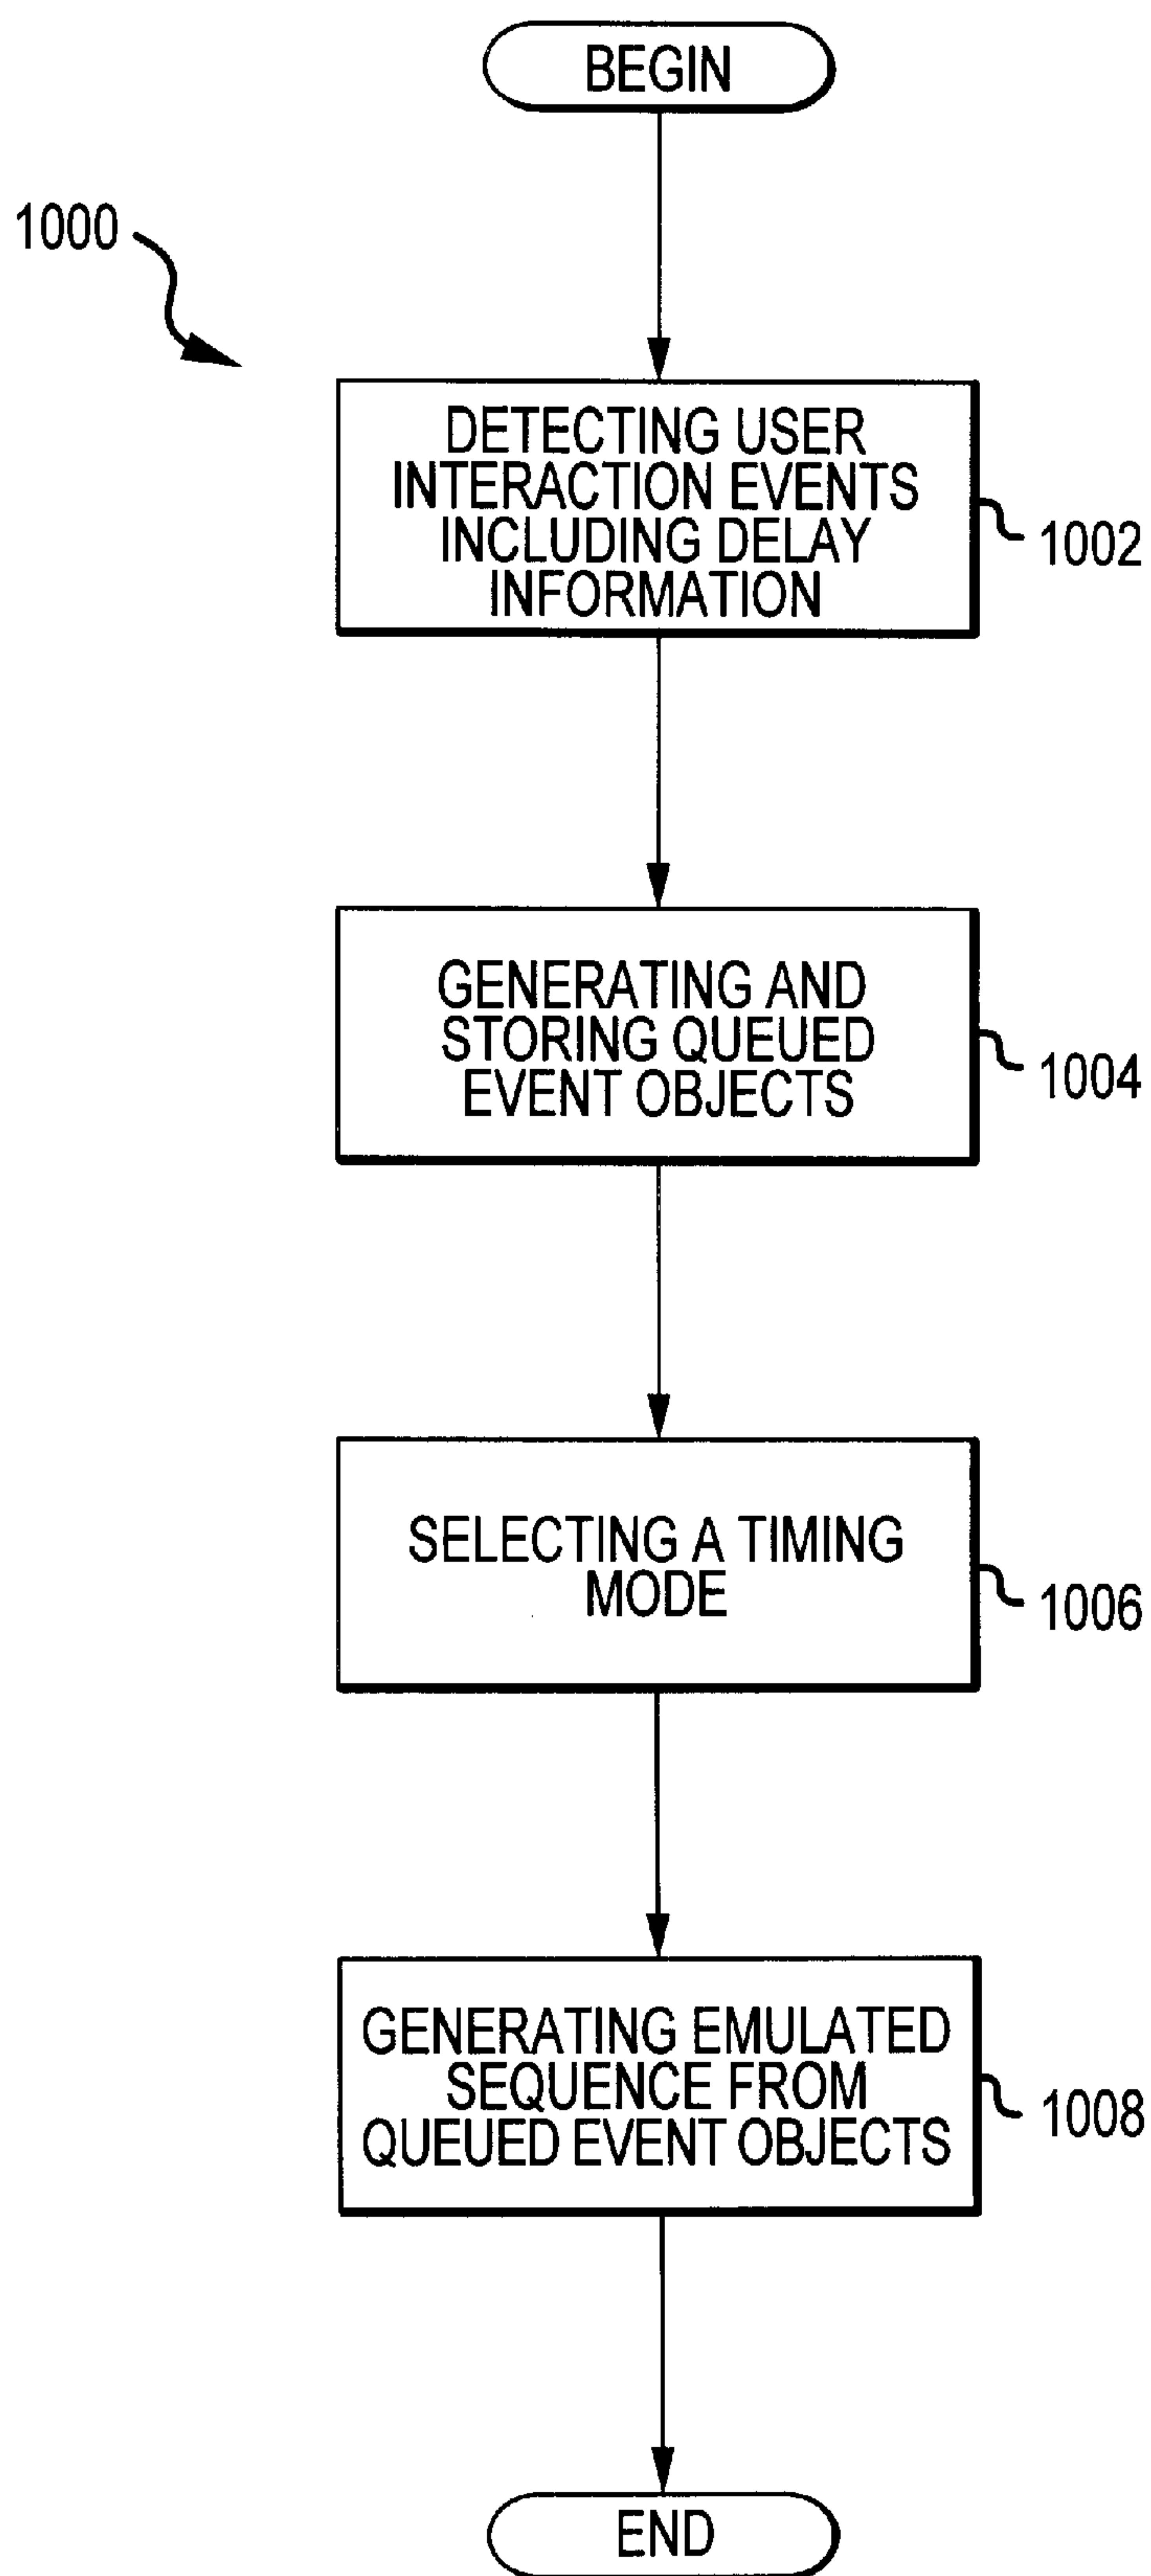 BEGIN
1000
DETECTING USER
INTERACTION EVENTS
INCLUDING DELAY
INFORMATION
1002
GENERATING AND
STORING QUEUED
EVENT OBJECTS
1004
SELECTING A TIMING
MODE
1006
GENERATING EMULATED
SEQUENCE FROM
QUEUED EVENT OBJECTS
1008
END